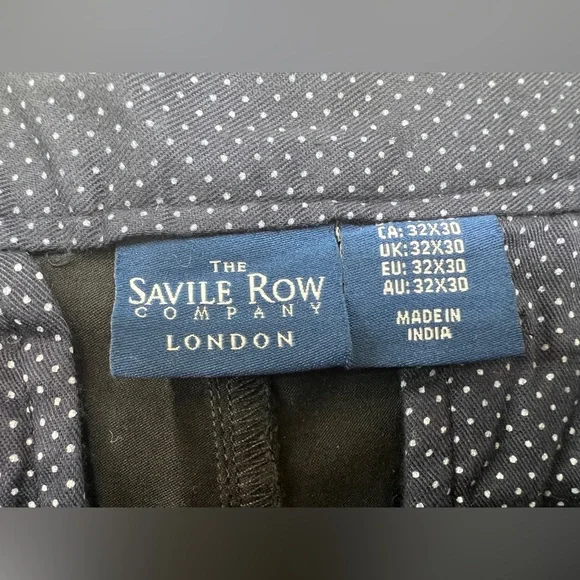 THE
SAVILE ROW
COMPANY
LONDON
CA: 32X30
UK: 32X30
EU: 32X30
AU: 32X30
MADE IN
INDIA